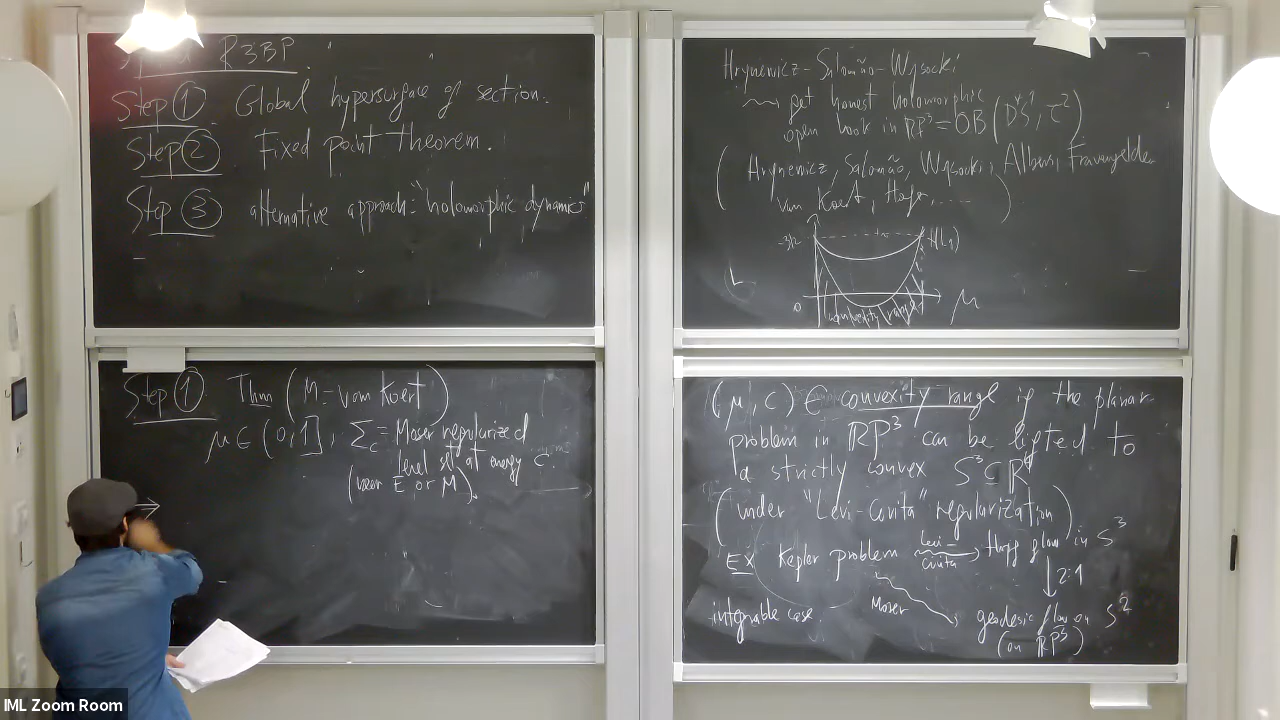 R3BP.
Step ① Global hypersurface of section.
Step ② Fixed point theorem.
Step ③ alternative approach: "holomorphic dynamics"
Step ① Thm (M-van Koert)
μ ∈ (0,1], Σ_c = Moser regularized
level set at energy c.
(near E or M).
⇒
Hryniewicz-Salomão-Wysocki
⇝ get honest holomorphic
open book in RP³ = OB(D*S¹, τ²)
(Hryniewicz, Salomão, Wysocki, Albers, Frauenfelder
van Koert, Hofer, ....)
-3/2 H(L₁)
0 μ
convexity range
(μ, c) ∈ convexity range if the planar
problem in RP³ can be lifted to
a strictly convex S³ ⊆ R⁴
(under "Levi-Civita" regularization)
EX Kepler problem Levi-Civita → Hopf flow in S³
↓ 2:1
integrable case. Moser geodesic flow on S²
(on RP³)
IML Zoom Room